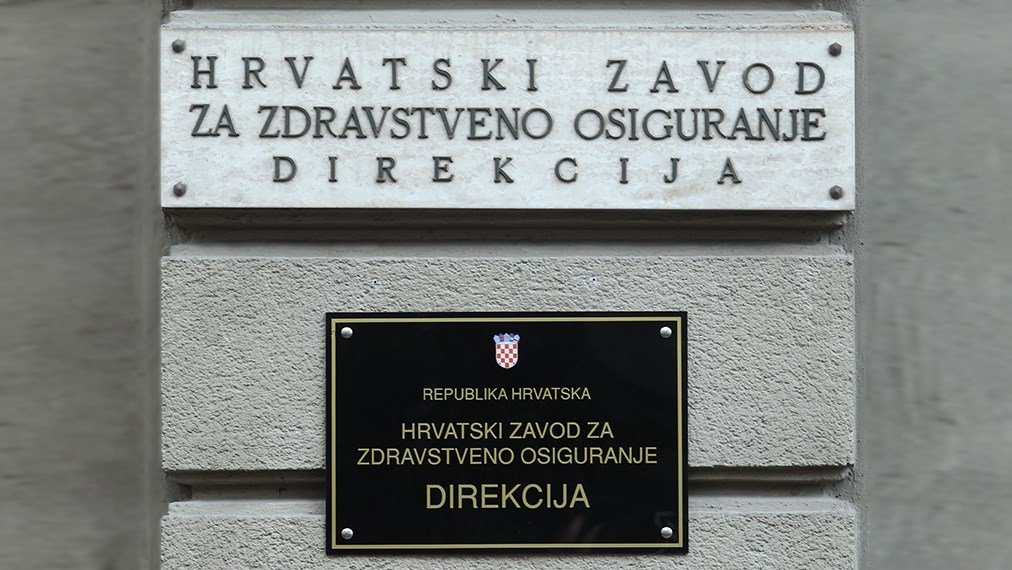 HRVATSKI ZAVOD
ZA ZDRAVSTVENO OSIGURANJE
DIREKCIJA
REPUBLIKA HRVATSKA
HRVATSKI ZAVOD ZA
ZDRAVSTVENO OSIGURANJE
DIREKCIJA